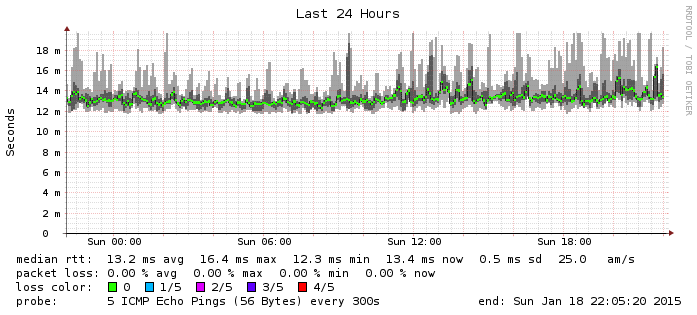 Last 24 Hours
RRDTOOL / TOBI OETIKER
Seconds
18 m
16 m
14 m
12 m
10 m
8 m
6 m
4 m
2 m
0
Sun 00:00 Sun 06:00 Sun 12:00 Sun 18:00
median rtt: 13.2 ms avg 16.4 ms max 12.3 ms min 13.4 ms now 0.5 ms sd 25.0 am/s
packet loss: 0.00 % avg 0.00 % max 0.00 % min 0.00 % now
loss color: 0 1/5 2/5 3/5 4/5
probe: 5 ICMP Echo Pings (56 Bytes) every 300s end: Sun Jan 18 22:05:20 2015